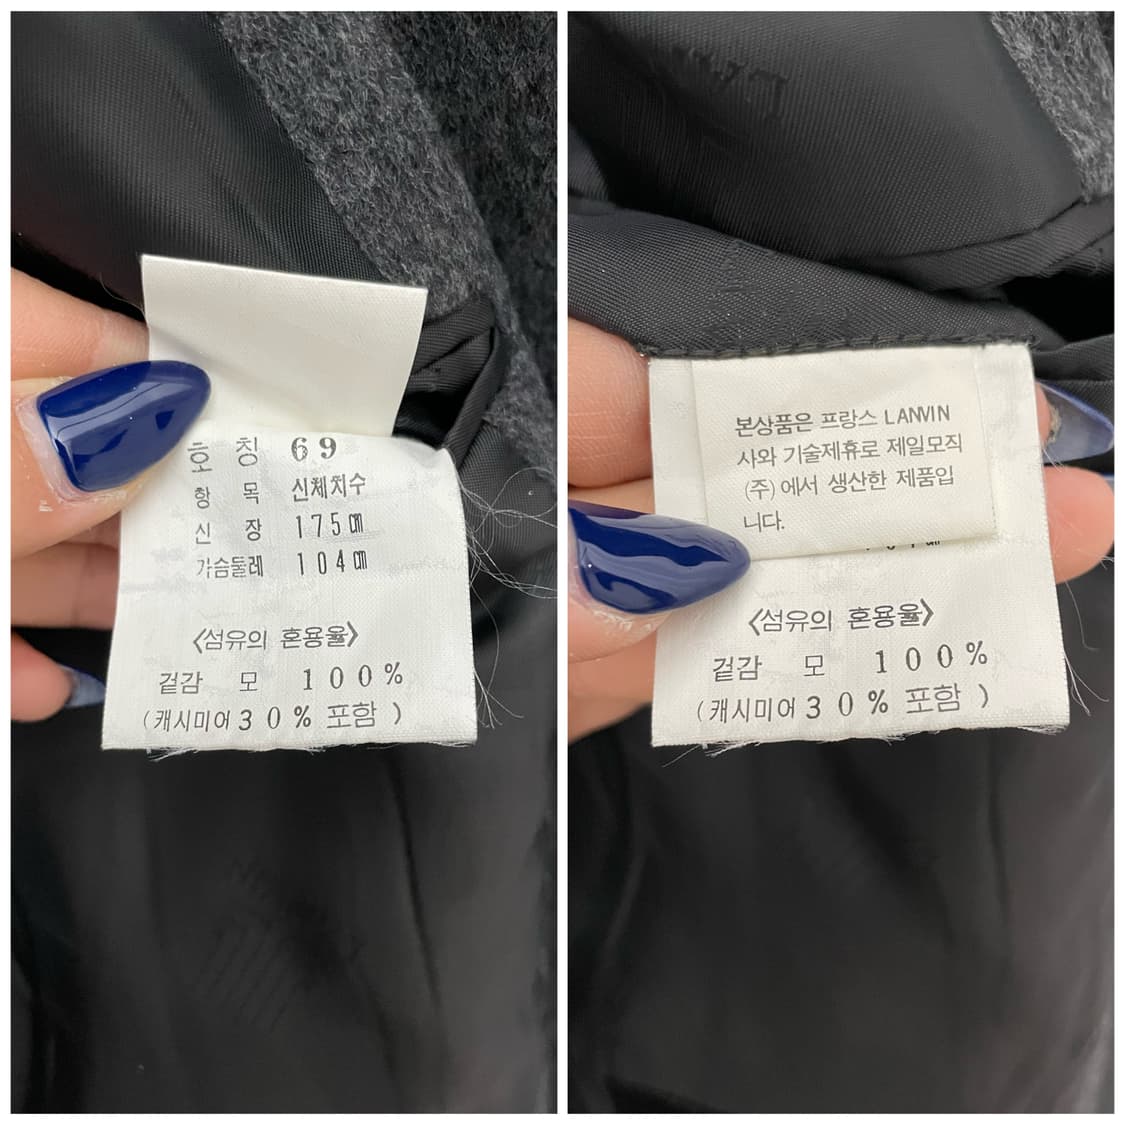 호 칭 69
항 목 신체치수
신 장 175㎝
가슴둘레 104㎝
<섬유의 혼용율>
겉감 모 100%
(캐시미어 30% 포함)
본상품은 프랑스 LANVIN
사와 기술제휴로 제일모직
(주)에서 생산한 제품입
니다.
<섬유의 혼용율>
겉감 모 100%
(캐시미어 30% 포함)